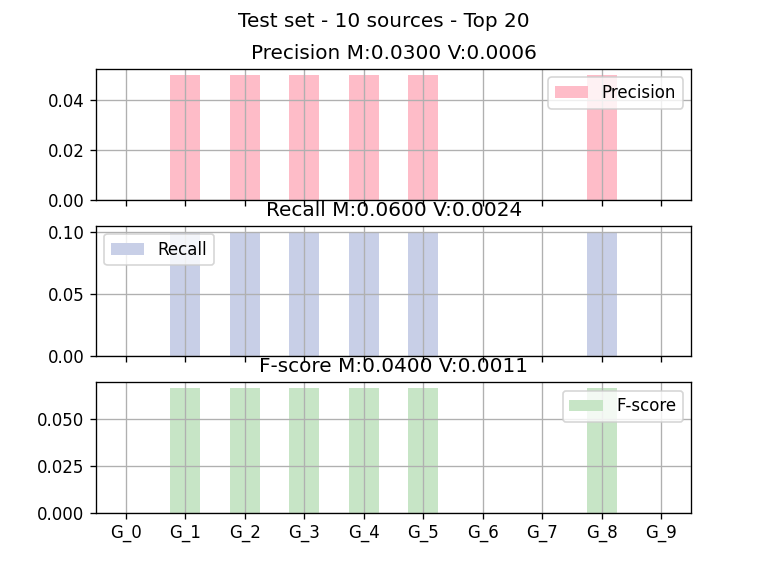 Test set - 10 sources - Top 20
Precision M:0.0300 V:0.0006
0.04
0.02
0.00
Precision
Recall M:0.0600 V:0.0024
0.10
0.05
0.00
Recall
F-score M:0.0400 V:0.0011
0.050
0.025
0.000
F-score
G_0 G_1 G_2 G_3 G_4 G_5 G_6 G_7 G_8 G_9